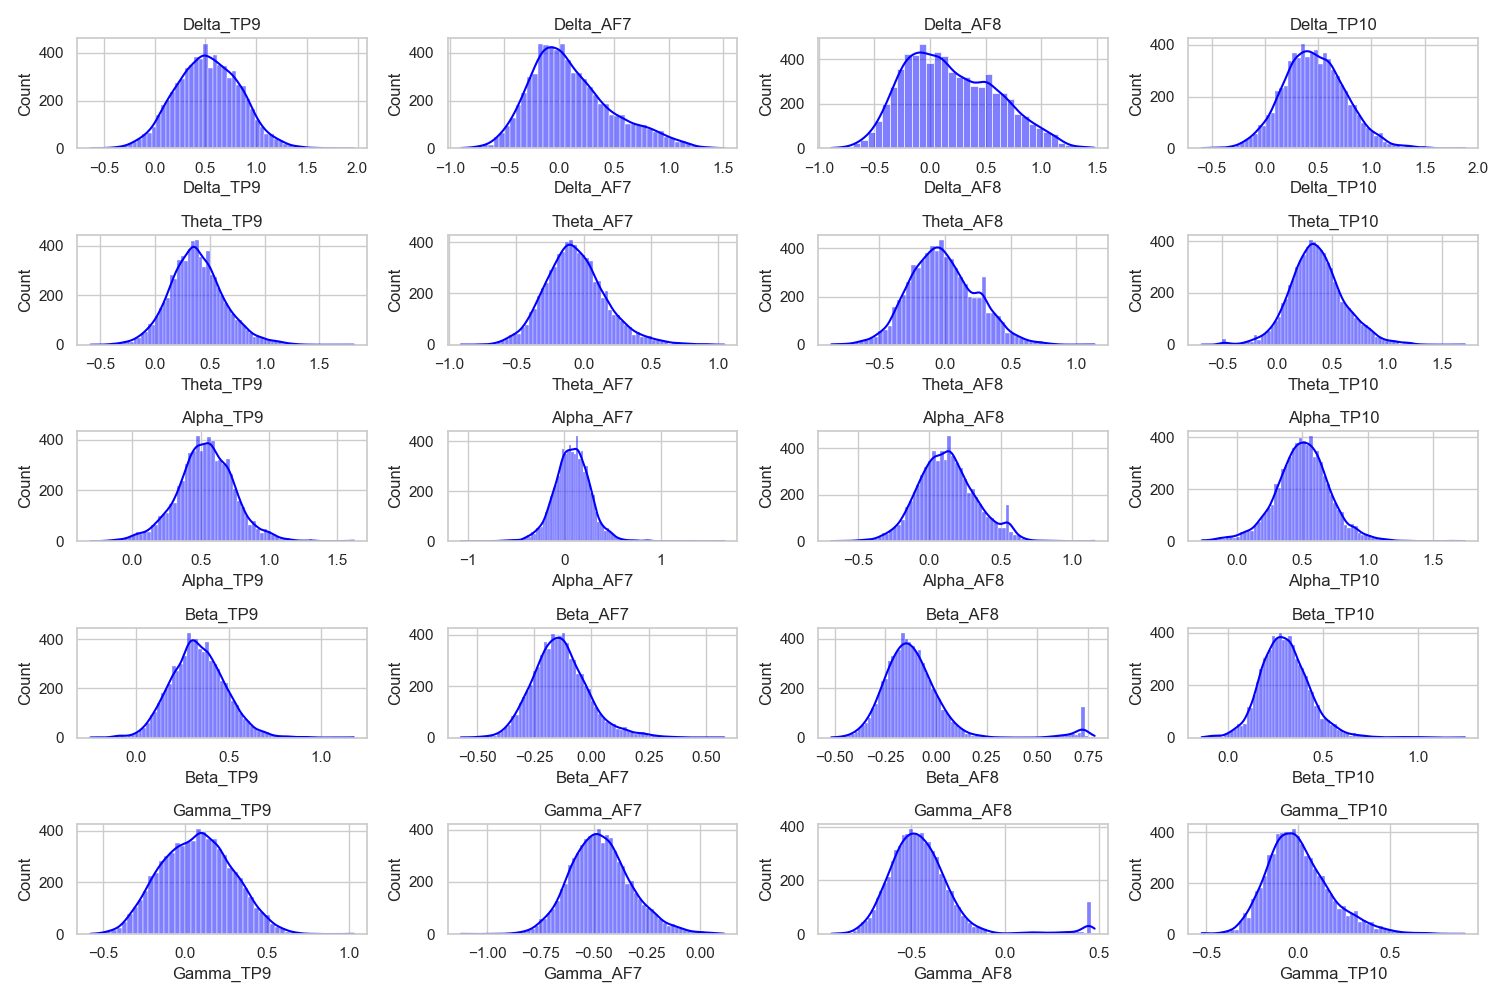 Delta_TP9
400
200
0
Count
−0.5 0.0 0.5 1.0 1.5 2.0
Delta_TP9
Delta_AF7
400
200
0
Count
−1.0 −0.5 0.0 0.5 1.0 1.5
Delta_AF7
Delta_AF8
400
200
0
Count
−1.0 −0.5 0.0 0.5 1.0 1.5
Delta_AF8
Delta_TP10
400
200
0
Count
−0.5 0.0 0.5 1.0 1.5 2.0
Delta_TP10
Theta_TP9
400
200
0
Count
−0.5 0.0 0.5 1.0 1.5
Theta_TP9
Theta_AF7
400
200
0
Count
−1.0 −0.5 0.0 0.5 1.0
Theta_AF7
Theta_AF8
400
200
0
Count
−0.5 0.0 0.5 1.0
Theta_AF8
Theta_TP10
400
200
0
Count
−0.5 0.0 0.5 1.0 1.5
Theta_TP10
Alpha_TP9
400
200
0
Count
0.0 0.5 1.0 1.5
Alpha_TP9
Alpha_AF7
400
200
0
Count
−1 0 1
Alpha_AF7
Alpha_AF8
400
200
0
Count
−0.5 0.0 0.5 1.0
Alpha_AF8
Alpha_TP10
400
200
0
Count
0.0 0.5 1.0 1.5
Alpha_TP10
Beta_TP9
400
200
0
Count
0.0 0.5 1.0
Beta_TP9
Beta_AF7
400
200
0
Count
−0.50 −0.25 0.00 0.25 0.50
Beta_AF7
Beta_AF8
400
200
0
Count
−0.50 −0.25 0.00 0.25 0.50 0.75
Beta_AF8
Beta_TP10
400
200
0
Count
0.0 0.5 1.0
Beta_TP10
Gamma_TP9
400
200
0
Count
−0.5 0.0 0.5 1.0
Gamma_TP9
Gamma_AF7
400
200
0
Count
−1.00 −0.75 −0.50 −0.25 0.00
Gamma_AF7
Gamma_AF8
400
200
0
Count
−0.5 0.0 0.5
Gamma_AF8
Gamma_TP10
400
200
0
Count
−0.5 0.0 0.5
Gamma_TP10